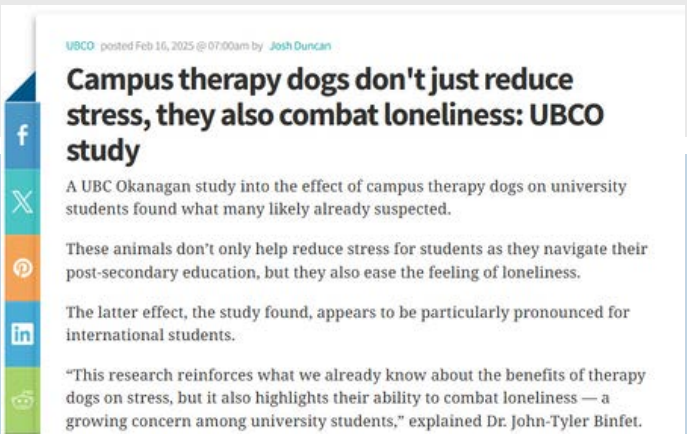 UBCO posted Feb 16, 2025 @ 07:00am by Josh Duncan
Campus therapy dogs don't just reduce
stress, they also combat loneliness: UBCO
study
A UBC Okanagan study into the effect of campus therapy dogs on university
students found what many likely already suspected.
These animals don't only help reduce stress for students as they navigate their
post-secondary education, but they also ease the feeling of loneliness.
The latter effect, the study found, appears to be particularly pronounced for
international students.
“This research reinforces what we already know about the benefits of therapy
dogs on stress, but it also highlights their ability to combat loneliness — a
growing concern among university students,” explained Dr. John-Tyler Binfet.